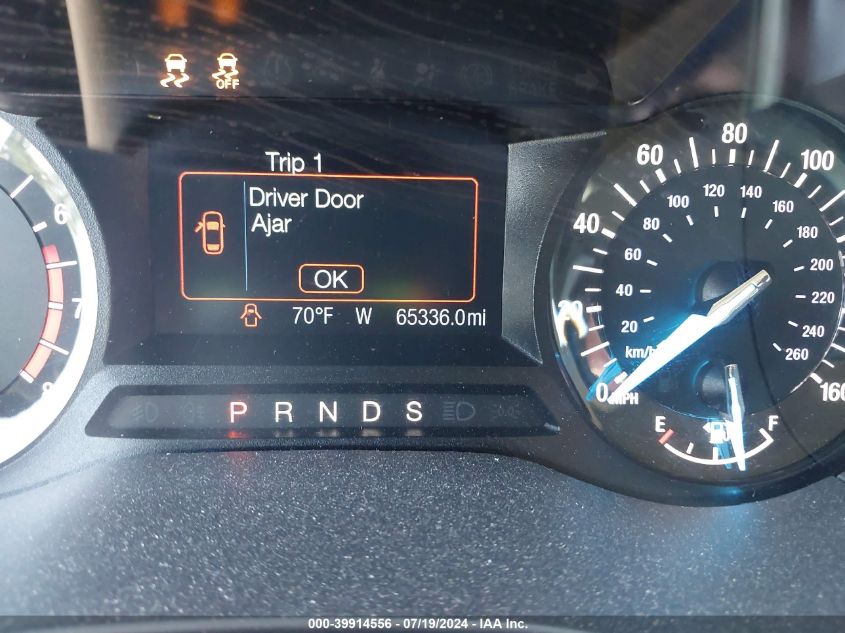 OFF
BRAKE
Trip 1
Driver Door
Ajar
OK
70°F W 65336.0mi
P R N D S
6
7
8
0 20 40 60 80 100 160
MPH
20 40 60 80 100 120 140 160 180 200 220 240 260
km/h
E F
000-39914556 - 07/19/2024 - IAA Inc.